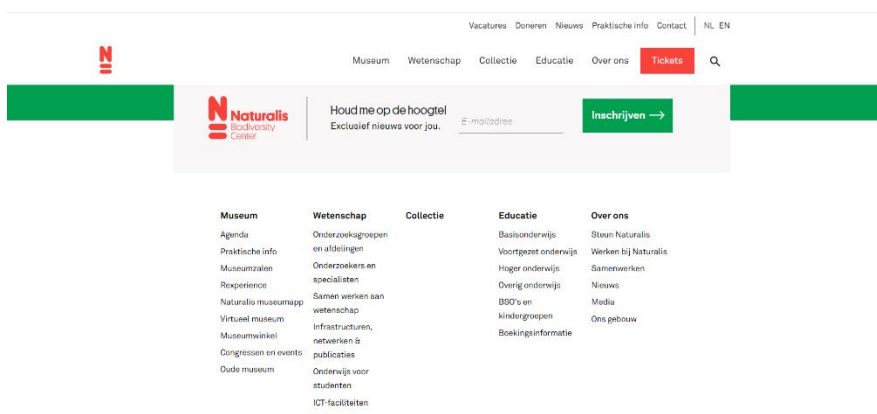 Vacatures Doneren Nieuws Praktische info Contact NL EN
Museum Wetenschap Collectie Educatie Over ons Tickets
Naturalis
Biodiversity
Center
Houd me op de hoogte!
Exclusief nieuws voor jou.
E-mailadres
Inschrijven →
Museum
Agenda
Praktische info
Museumzalen
Rexperience
Naturalis museumapp
Virtueel museum
Museumwinkel
Congressen en events
Oude museum
Wetenschap
Onderzoeksgroepen
en afdelingen
Onderzoekers en
specialisten
Samen werken aan
wetenschap
Infrastructuren,
netwerken &
publicaties
Onderwijs voor
studenten
ICT-faciliteiten
Collectie
Educatie
Basisonderwijs
Voortgezet onderwijs
Hoger onderwijs
Overig onderwijs
BSO's en
kindergroepen
Boekingsinformatie
Over ons
Steun Naturalis
Werken bij Naturalis
Samenwerken
Nieuws
Media
Ons gebouw